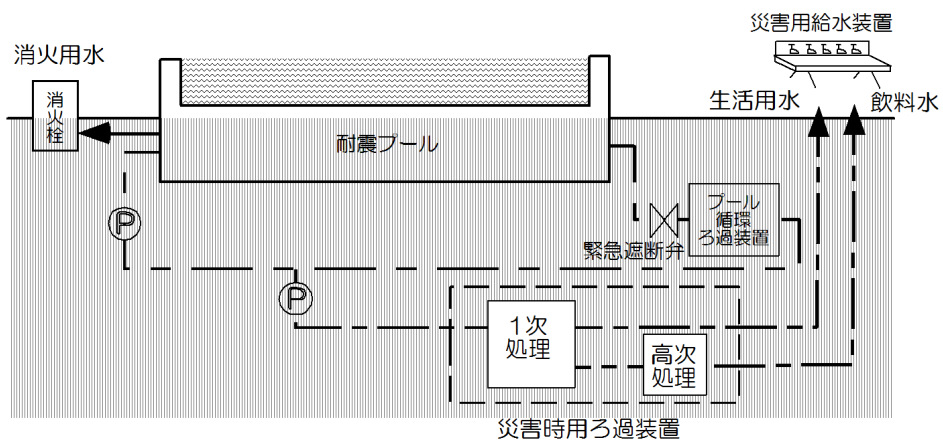 災害用給水装置
消火用水
消火栓
生活用水
飲料水
耐震プール
プール
循環
ろ過装置
緊急遮断弁
P
P
1次
処理
高次
処理
災害時用ろ過装置